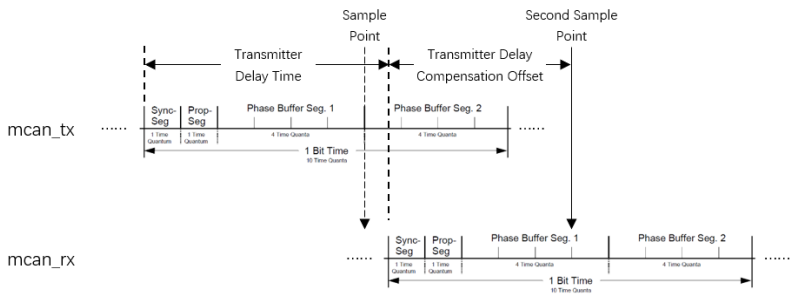 Sample
Point
Second Sample
Point
Transmitter
Delay Time
Transmitter Delay
Compensation Offset
mcan_tx
......
Sync-
Seg
Prop-
Seg
Phase Buffer Seg. 1
Phase Buffer Seg. 2
......
1 Time
Quantum
1 Time
Quantum
4 Time Quanta
4 Time Quanta
1 Bit Time
10 Time Quanta
mcan_rx
......
Sync-
Seg
Prop-
Seg
Phase Buffer Seg. 1
Phase Buffer Seg. 2
......
1 Time
Quantum
1 Time
Quantum
4 Time Quanta
4 Time Quanta
1 Bit Time
10 Time Quanta